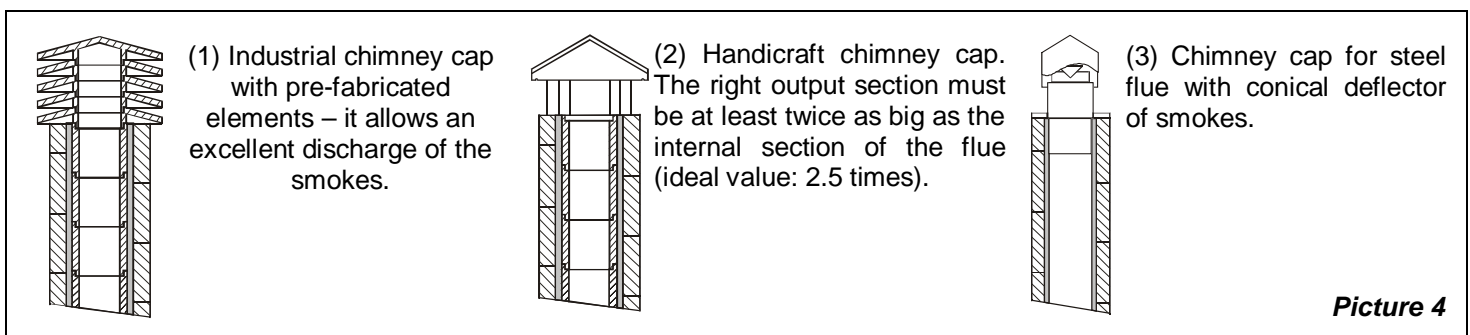 (1) Industrial chimney cap
with pre-fabricated
elements – it allows an
excellent discharge of the
smokes.
(2) Handicraft chimney cap.
The right output section must
be at least twice as big as the
internal section of the flue
(ideal value: 2.5 times).
(3) Chimney cap for steel
flue with conical deflector
of smokes.
Picture 4